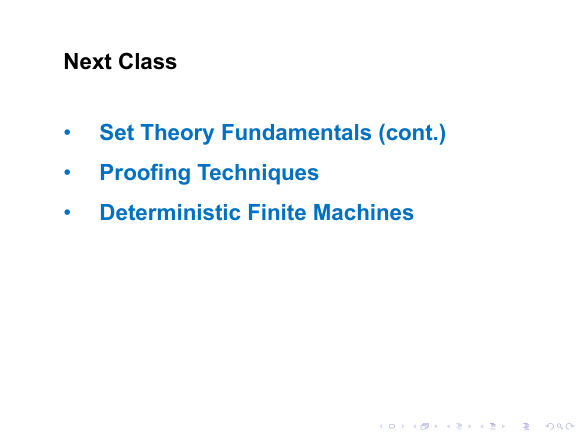 Next Class
• Set Theory Fundamentals (cont.)
• Proofing Techniques
• Deterministic Finite Machines